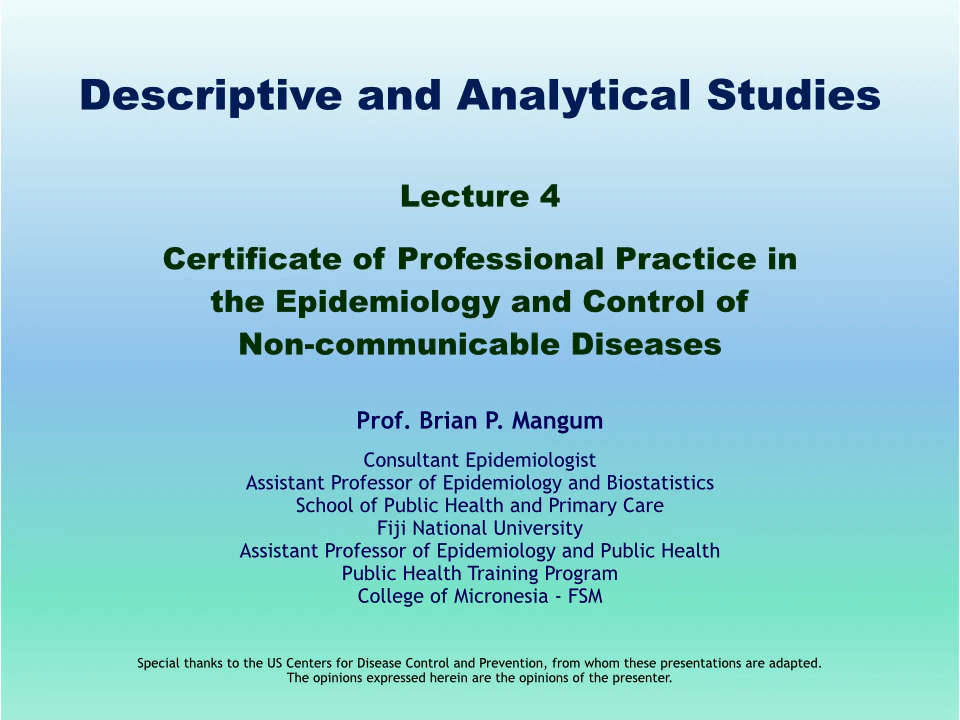 Descriptive and Analytical Studies
Lecture 4
Certificate of Professional Practice in
the Epidemiology and Control of
Non-communicable Diseases
Prof. Brian P. Mangum
Consultant Epidemiologist
Assistant Professor of Epidemiology and Biostatistics
School of Public Health and Primary Care
Fiji National University
Assistant Professor of Epidemiology and Public Health
Public Health Training Program
College of Micronesia - FSM
Special thanks to the US Centers for Disease Control and Prevention, from whom these presentations are adapted.
The opinions expressed herein are the opinions of the presenter.